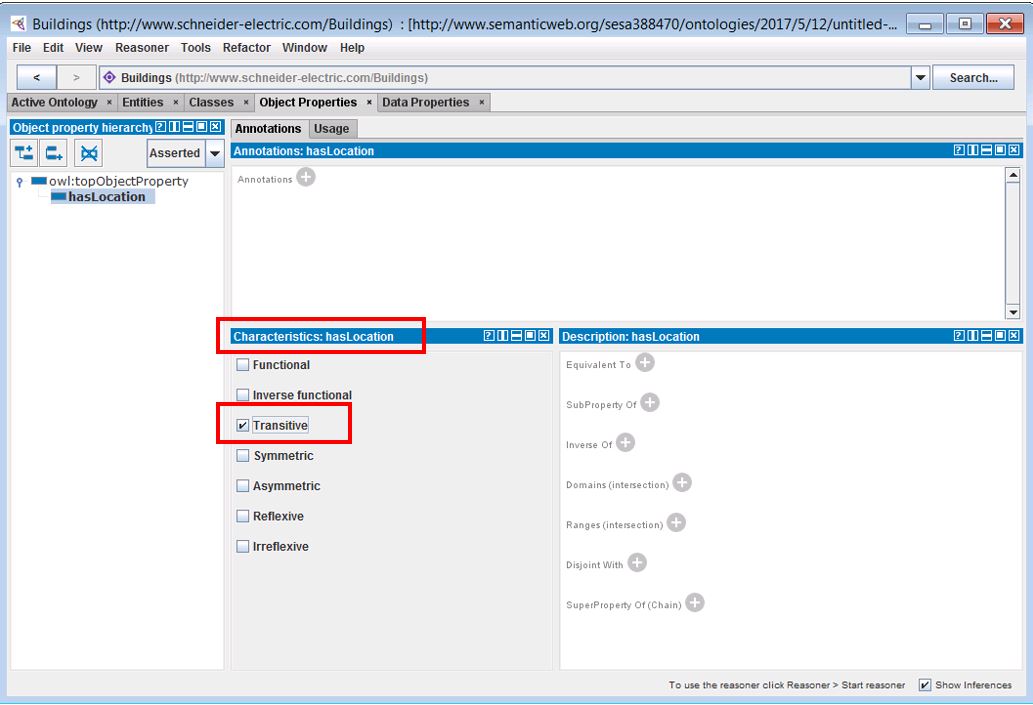 Buildings (http://www.schneider-electric.com/Buildings) : [http://www.semanticweb.org/sesa388470/ontologies/2017/5/12/untitled-...
File Edit View Reasoner Tools Refactor Window Help
< > Buildings (http://www.schneider-electric.com/Buildings) Search...
Active Ontology × Entities × Classes × Object Properties × Data Properties ×
Object property hierarchy
Asserted
owl:topObjectProperty
hasLocation
Annotations Usage
Annotations: hasLocation
Annotations
Characteristics: hasLocation
Functional
Inverse functional
Transitive
Symmetric
Asymmetric
Reflexive
Irreflexive
Description: hasLocation
Equivalent To
SubProperty Of
Inverse Of
Domains (intersection)
Ranges (intersection)
Disjoint With
SuperProperty Of (Chain)
To use the reasoner click Reasoner > Start reasoner Show Inferences